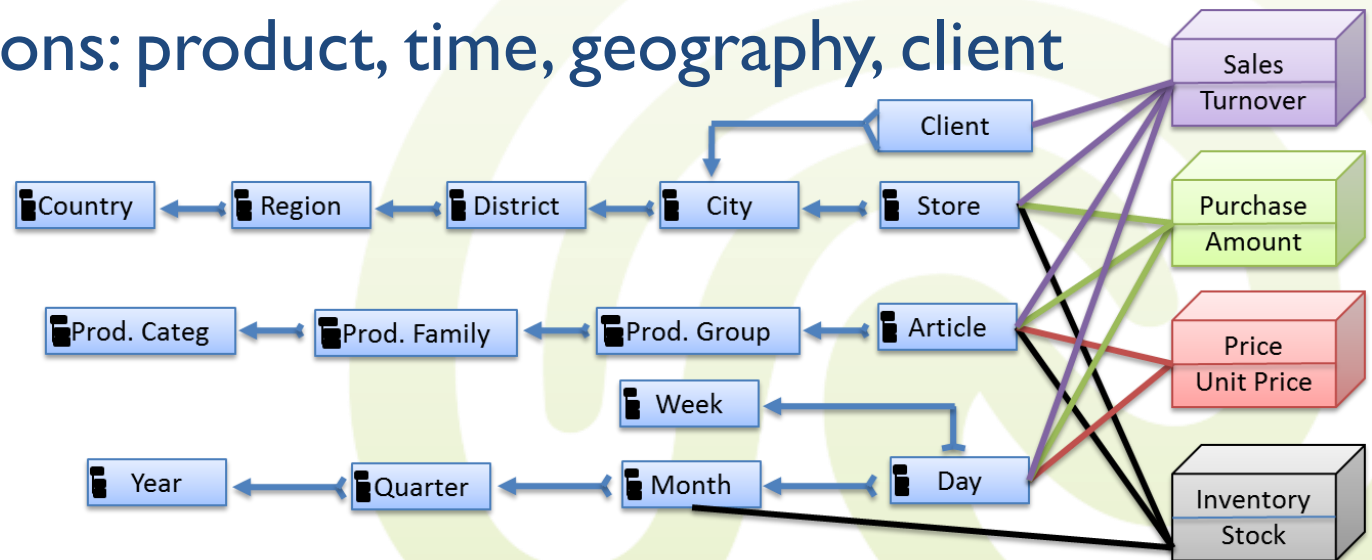 ons: product, time, geography, client
Sales
Turnover
Client
Country
Region
District
City
Store
Purchase
Amount
Prod. Categ
Prod. Family
Prod. Group
Article
Price
Unit Price
Week
Year
Quarter
Month
Day
Inventory
Stock